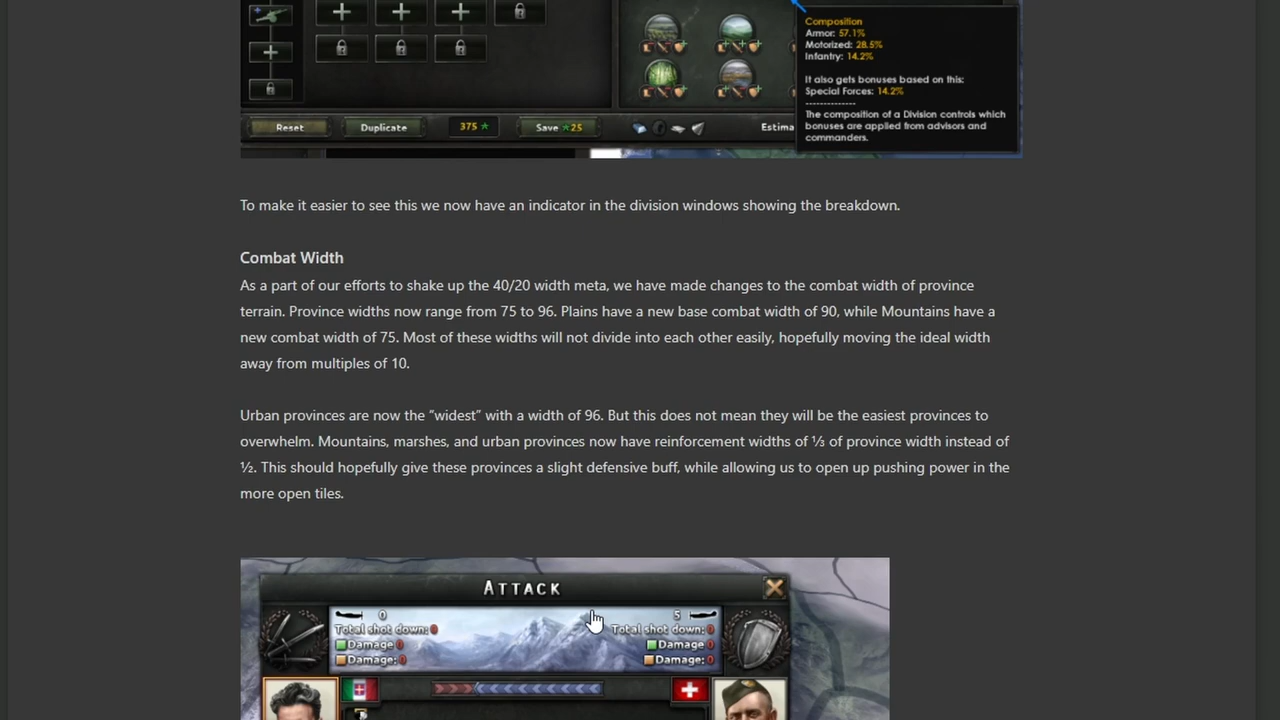 Composition
Armor: 57.1%
Motorized: 28.5%
Infantry: 14.2%
It also gets bonuses based on this:
Special Forces: 14.2%
--------------
The composition of a Division controls which
bonuses are applied from advisors and
commanders.
Reset Duplicate 375 Save 25 Estima
To make it easier to see this we now have an indicator in the division windows showing the breakdown.
Combat Width
As a part of our efforts to shake up the 40/20 width meta, we have made changes to the combat width of province
terrain. Province widths now range from 75 to 96. Plains have a new base combat width of 90, while Mountains have a
new combat width of 75. Most of these widths will not divide into each other easily, hopefully moving the ideal width
away from multiples of 10.
Urban provinces are now the “widest” with a width of 96. But this does not mean they will be the easiest provinces to
overwhelm. Mountains, marshes, and urban provinces now have reinforcement widths of ⅓ of province width instead of
½. This should hopefully give these provinces a slight defensive buff, while allowing us to open up pushing power in the
more open tiles.
ATTACK
0 5
Total shot down: 0 Total shot down: 0
Damage 0 Damage 0
Damage: 0 Damage: 0